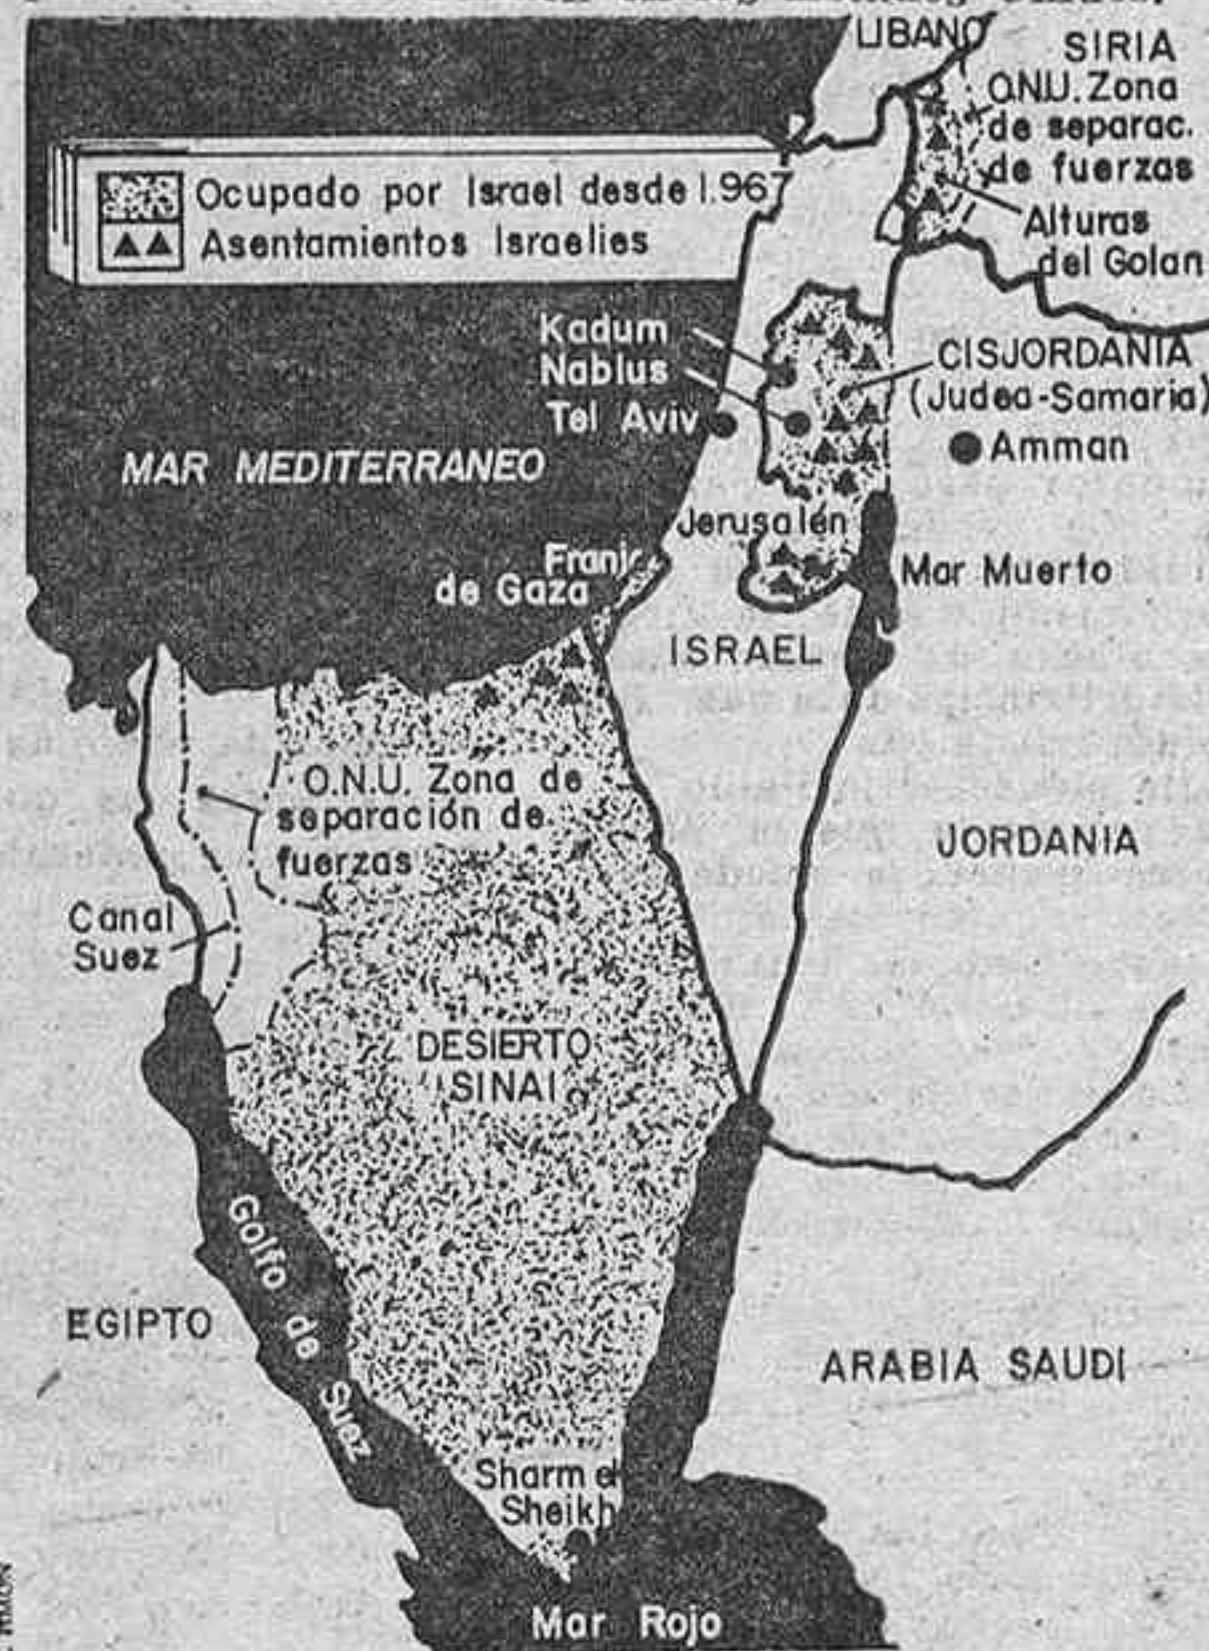 LIBANO
SIRIA
O.N.U. Zona
de separac.
de fuerzas
Alturas
del Golan
Ocupado por Israel desde 1.967
Asentamientos Israelies
Kadum
Nablus
Tel Aviv
CISJORDANIA
(Judea-Samaria)
Amman
MAR MEDITERRANEO
Jerusalén
Franja
de Gaza
Mar Muerto
ISRAEL
O.N.U. Zona de
separación de
fuerzas
JORDANIA
Canal
Suez
DESIERTO
SINAI
Golfo de Suez
EGIPTO
ARABIA SAUDI
Sharm el
Sheikh
Mar Rojo